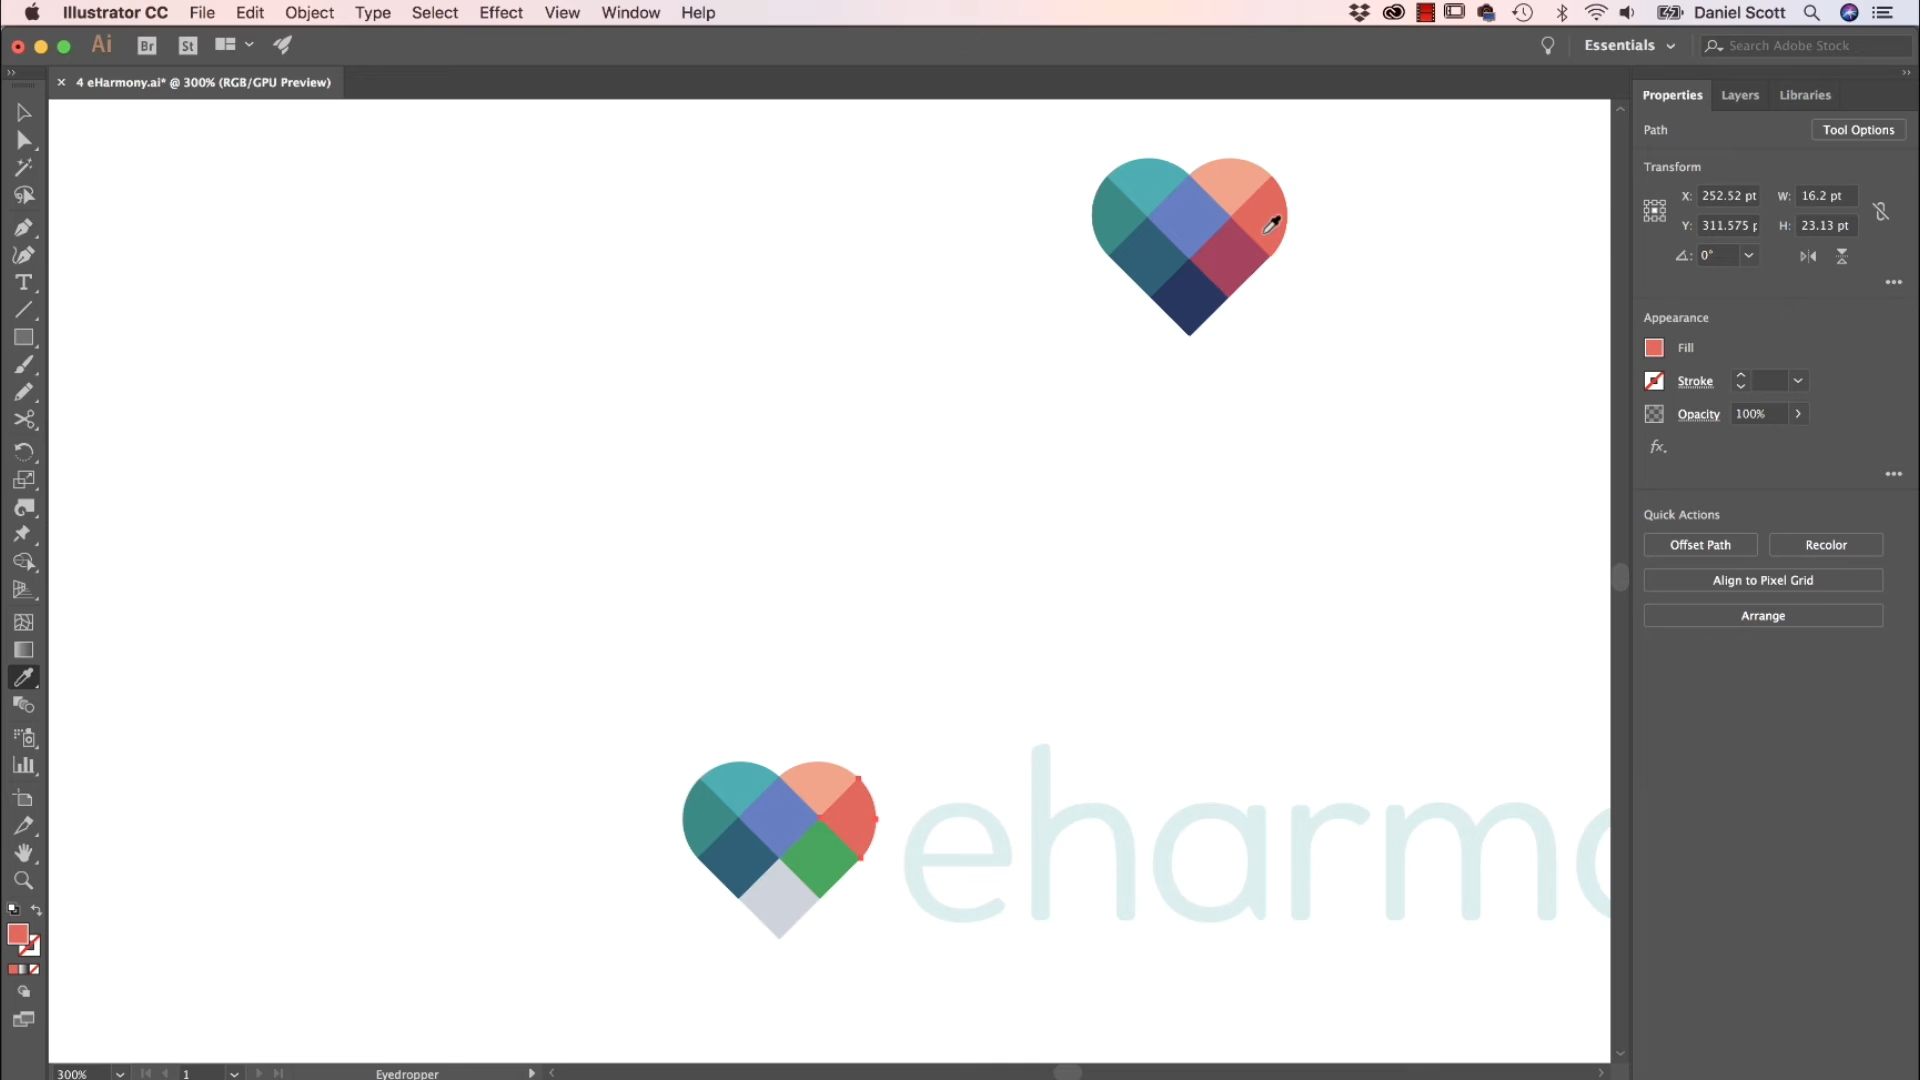 Illustrator CC File Edit Object Type Select Effect View Window Help Daniel Scott
Ai Br St Essentials Search Adobe Stock
× 4 eHarmony.ai* @ 300% (RGB/GPU Preview)
Properties Layers Libraries
Path Tool Options
Transform
X: 252.52 pt W: 16.2 pt
Y: 311.575 p H: 23.13 pt
0°
Appearance
Fill
Stroke
Opacity 100%
fx.
Quick Actions
Offset Path Recolor
Align to Pixel Grid
Arrange
eharmo
300% 1 Eyedropper